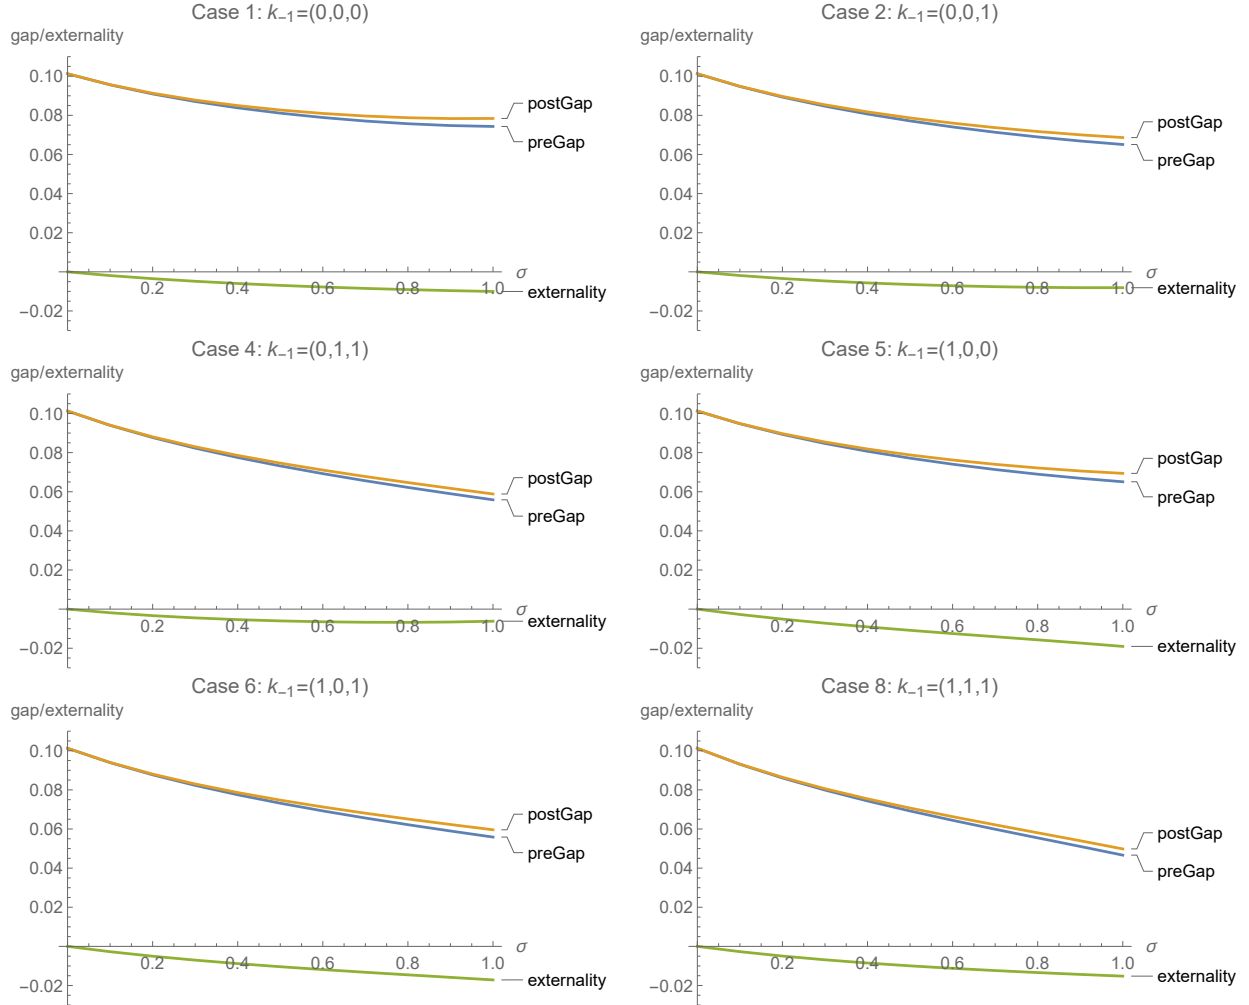 Case 1: k₋₁=(0,0,0)
gap/externality
0.10
0.08
0.06
0.04
0.02
−0.02
0.2
0.4
0.6
0.8
1.0
σ
postGap
preGap
externality
Case 2: k₋₁=(0,0,1)
gap/externality
0.10
0.08
0.06
0.04
0.02
−0.02
0.2
0.4
0.6
0.8
1.0
σ
postGap
preGap
externality
Case 4: k₋₁=(0,1,1)
gap/externality
0.10
0.08
0.06
0.04
0.02
−0.02
0.2
0.4
0.6
0.8
1.0
σ
postGap
preGap
externality
Case 5: k₋₁=(1,0,0)
gap/externality
0.10
0.08
0.06
0.04
0.02
−0.02
0.2
0.4
0.6
0.8
1.0
σ
postGap
preGap
externality
Case 6: k₋₁=(1,0,1)
gap/externality
0.10
0.08
0.06
0.04
0.02
−0.02
0.2
0.4
0.6
0.8
1.0
σ
postGap
preGap
externality
Case 8: k₋₁=(1,1,1)
gap/externality
0.10
0.08
0.06
0.04
0.02
−0.02
0.2
0.4
0.6
0.8
1.0
σ
postGap
preGap
externality